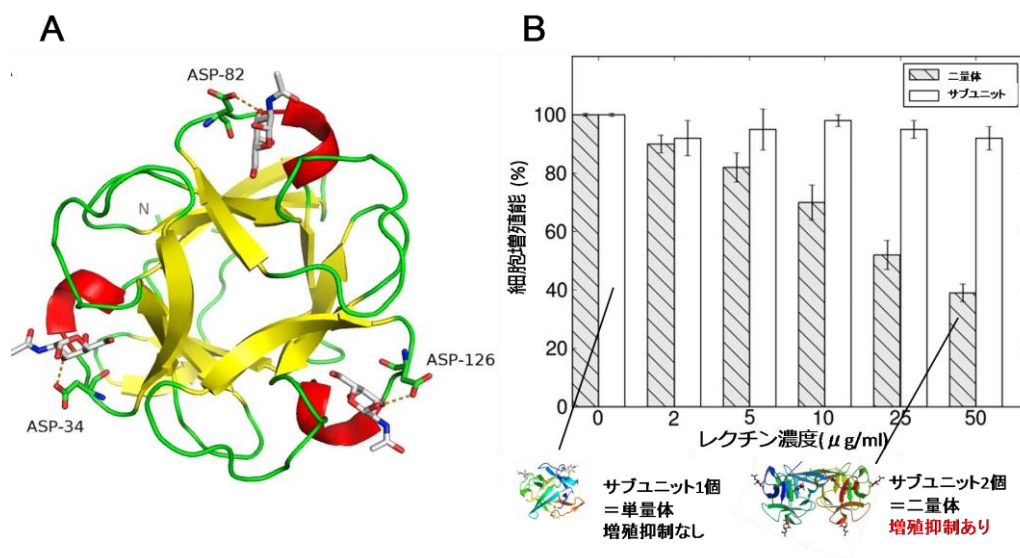 A
ASP-82
N
ASP-126
ASP-34
B
二量体
サブユニット
細胞増殖能 (%)
100
80
60
40
20
0
0 2 5 10 25 50
レクチン濃度(μg/ml)
サブユニット1個
=単量体
増殖抑制なし
サブユニット2個
=二量体
増殖抑制あり